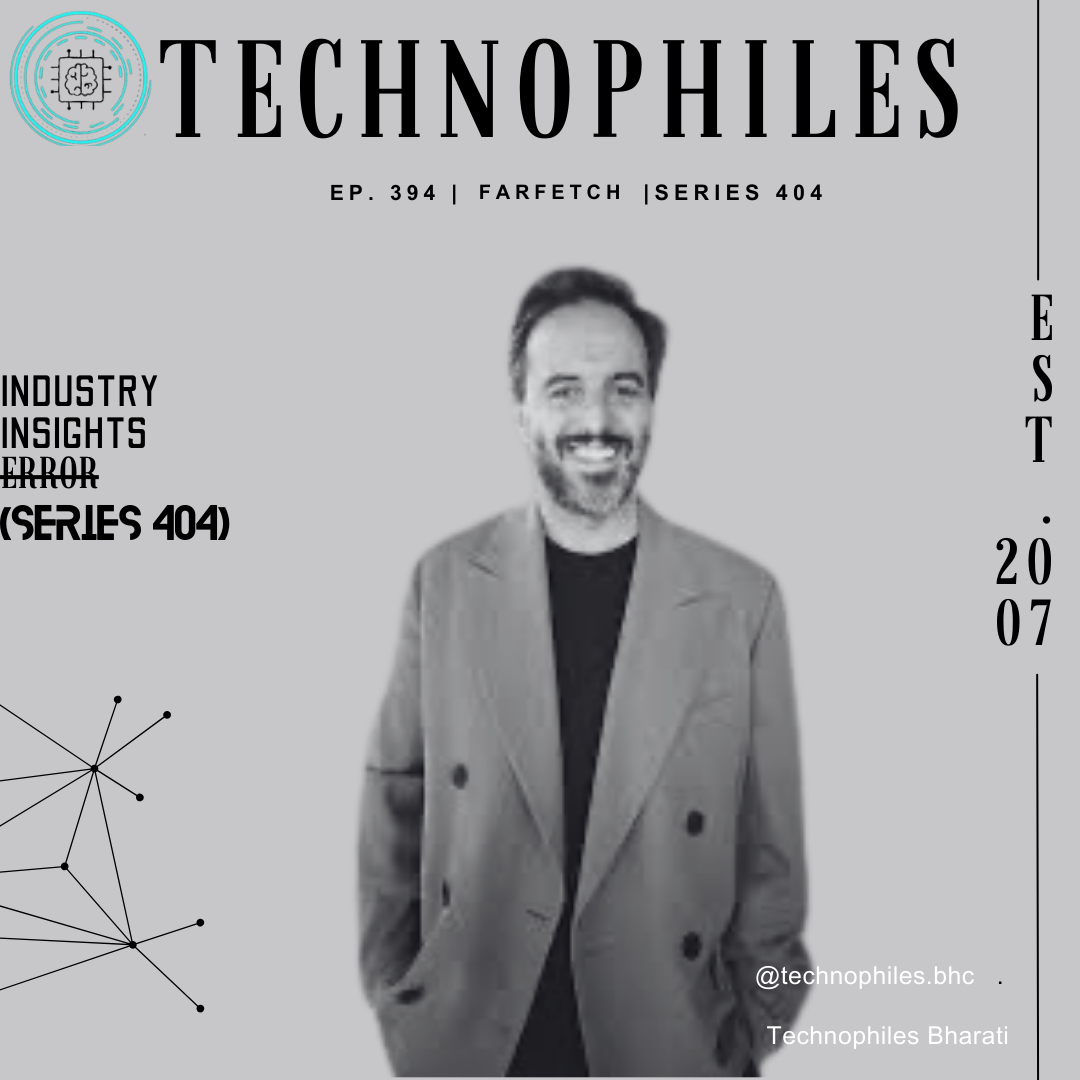 TECHNOPHILES
EP. 394 | FARFETCH |SERIES 404
INDUSTRY
INSIGHTS
ERROR
(SERIES 404)
E
S
T
.
20
07
@technophiles.bhc .
Technophiles Bharati